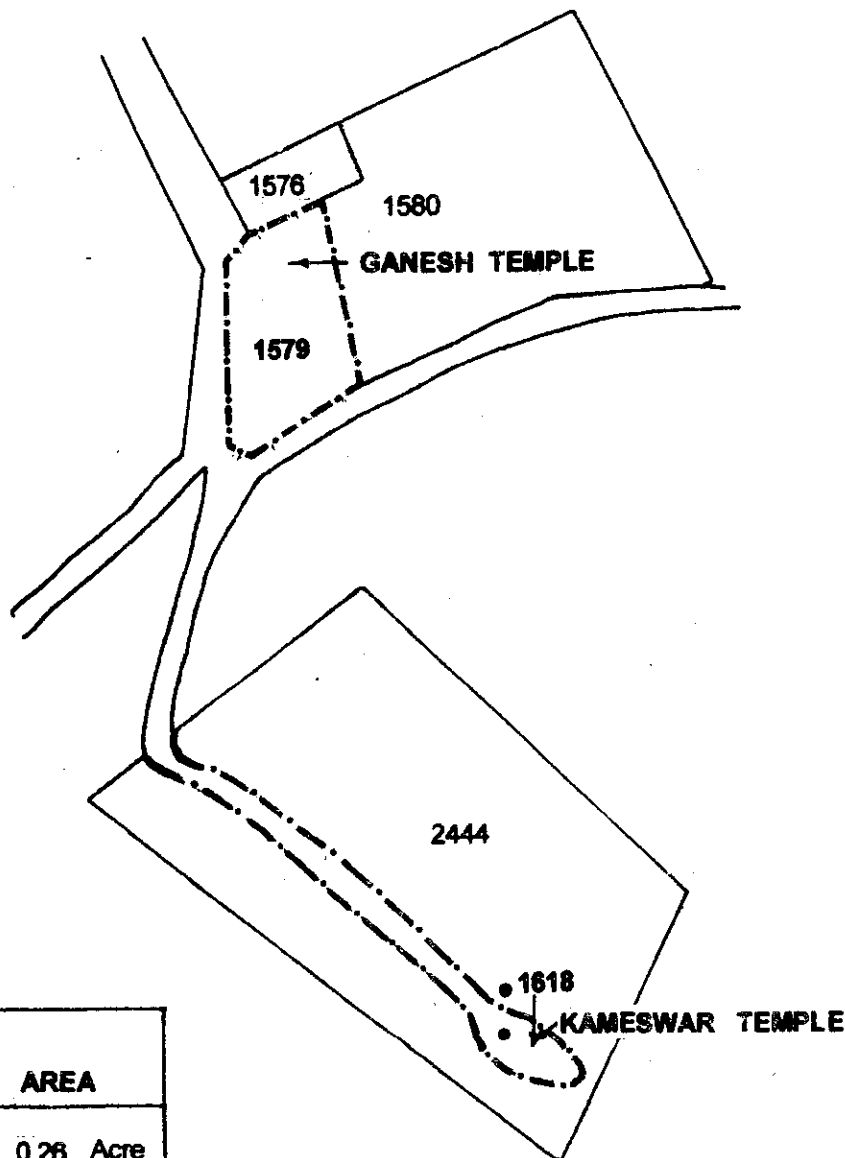 1576
1580
GANESH TEMPLE
1579
2444
1618
KAMESWAR TEMPLE
AREA
0.26 Acre